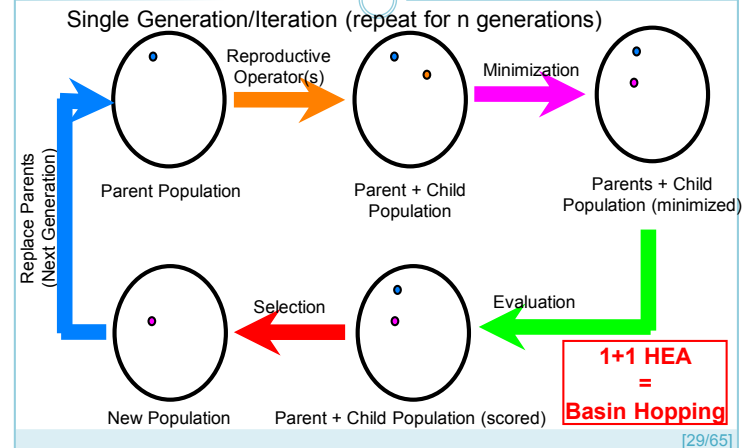 Single Generation/Iteration (repeat for n generations)
Reproductive
Operator(s)
Minimization
Parent Population
Parent + Child
Population
Parents + Child
Population (minimized)
Replace Parents
(Next Generation)
Selection
Evaluation
New Population
Parent + Child Population (scored)
1+1 HEA
=
Basin Hopping
[29/65]